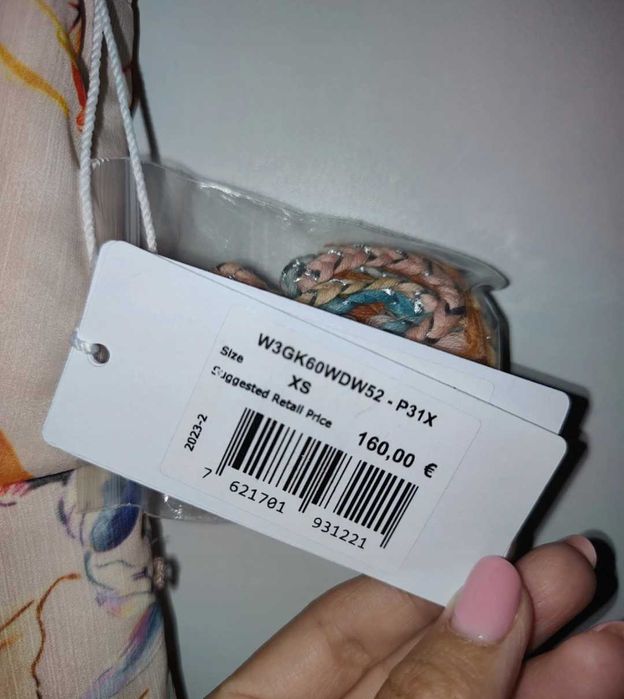 W3GK60WDW52 - P31X
Size
XS
Suggested Retail Price
160,00 €
2023-2
7 621701 931221